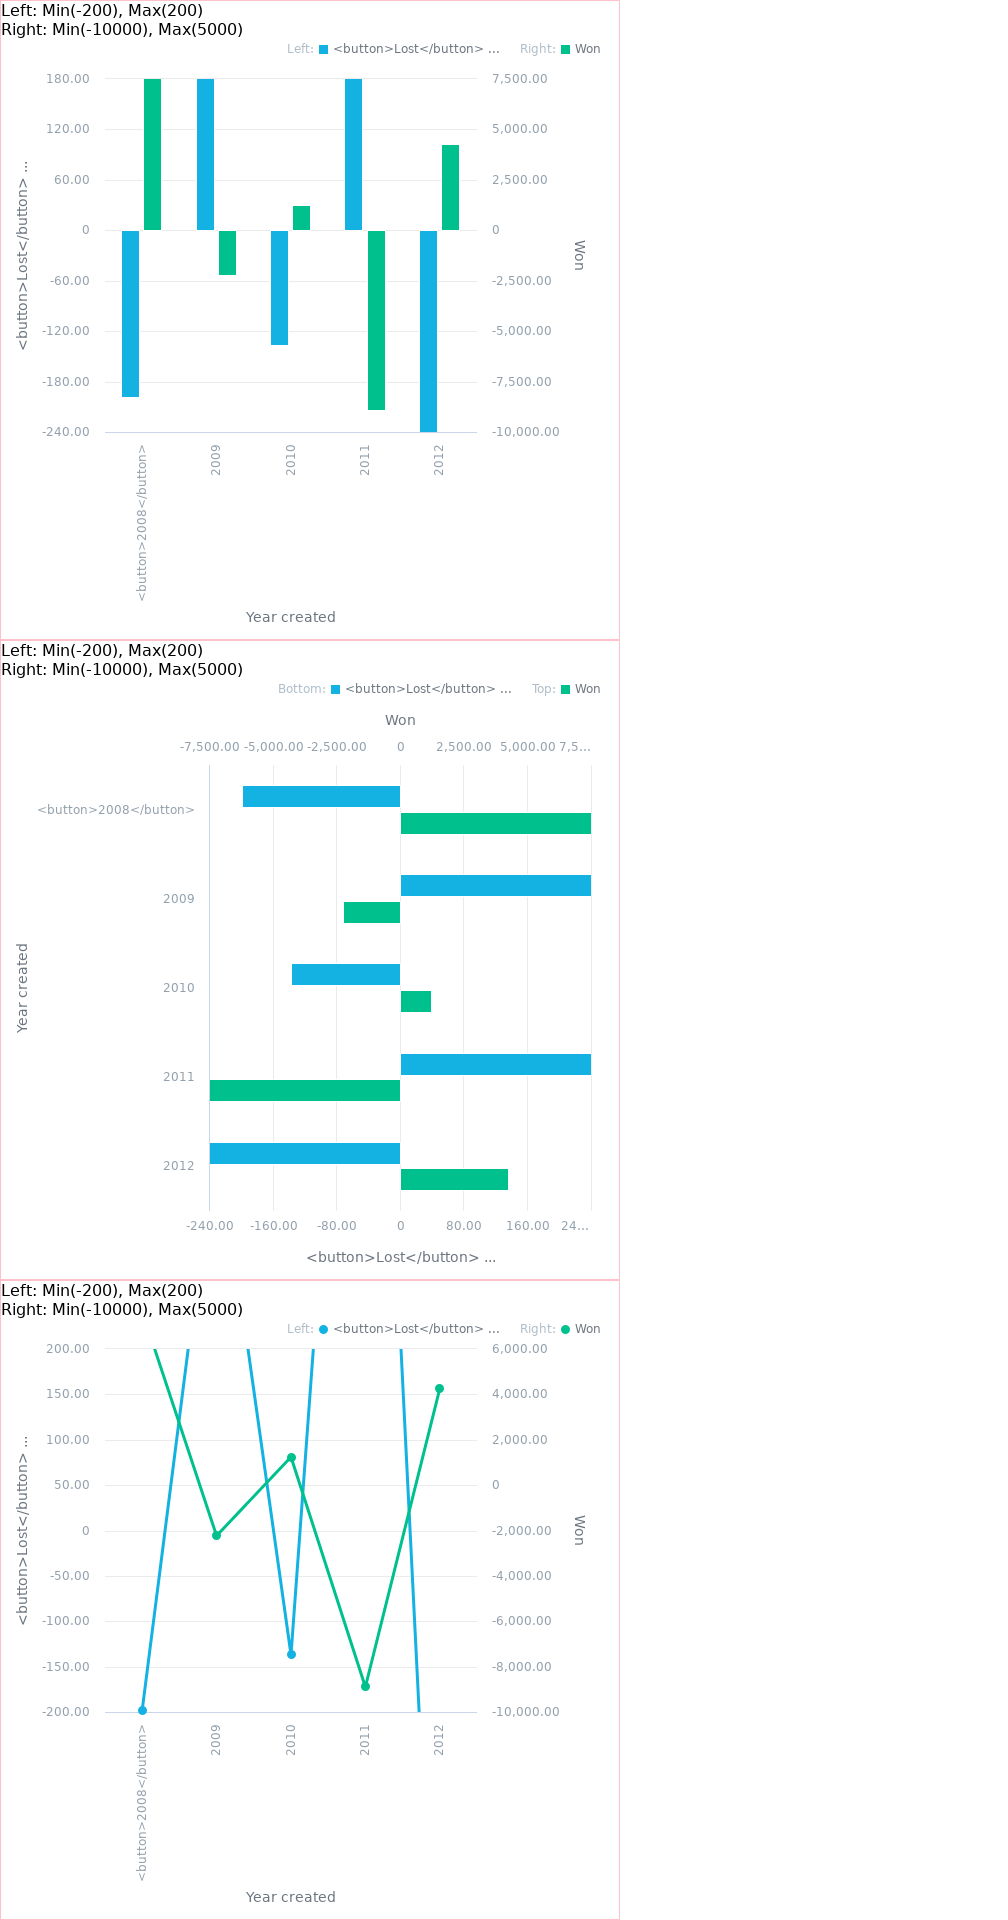 Left: Min(-200), Max(200)
Right: Min(-10000), Max(5000)
Left: <button>Lost</button> ... Right: Won
180.00 7,500.00
120.00 5,000.00
60.00 2,500.00
0 0
-60.00 -2,500.00
-120.00 -5,000.00
-180.00 -7,500.00
-240.00 -10,000.00
<button>Lost</button> ...
Won
<button>2008</button> 2009 2010 2011 2012
Year created
Left: Min(-200), Max(200)
Right: Min(-10000), Max(5000)
Bottom: <button>Lost</button> ... Top: Won
Won
-7,500.00 -5,000.00 -2,500.00 0 2,500.00 5,000.00 7,5...
<button>2008</button>
2009
2010
2011
2012
Year created
-240.00 -160.00 -80.00 0 80.00 160.00 24...
<button>Lost</button> ...
Left: Min(-200), Max(200)
Right: Min(-10000), Max(5000)
Left: <button>Lost</button> ... Right: Won
200.00 6,000.00
150.00 4,000.00
100.00 2,000.00
50.00 0
0 -2,000.00
-50.00 -4,000.00
-100.00 -6,000.00
-150.00 -8,000.00
-200.00 -10,000.00
<button>Lost</button> ...
Won
<button>2008</button> 2009 2010 2011 2012
Year created